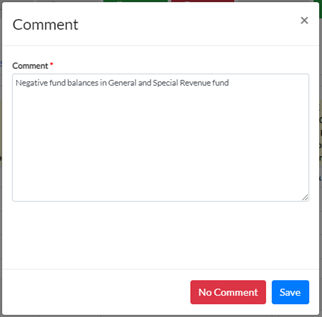 Comment
×
Comment *
Negative fund balances in General and Special Revenue fund
No Comment
Save